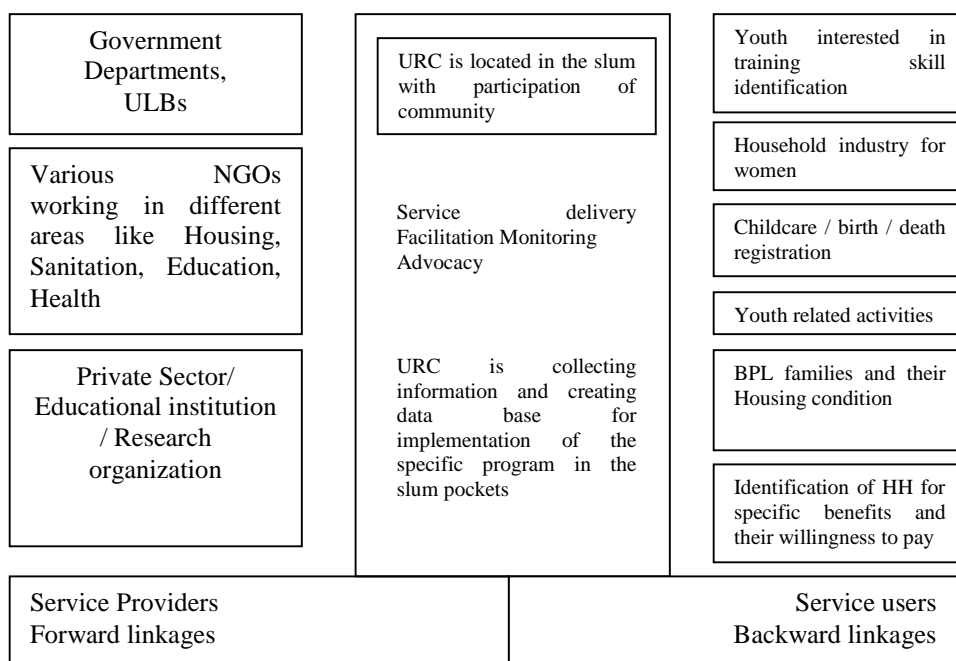 Government
Departments,
ULBs
Various NGOs
working in different
areas like Housing,
Sanitation, Education,
Health
Private Sector/
Educational institution
/ Research
organization
URC is located in the slum
with participation of
community
Service delivery
Facilitation Monitoring
Advocacy
URC is collecting
information and creating
data base for
implementation of the
specific program in the
slum pockets
Youth interested in
training skill
identification
Household industry for
women
Childcare / birth / death
registration
Youth related activities
BPL families and their
Housing condition
Identification of HH for
specific benefits and
their willingness to pay
Service Providers
Forward linkages
Service users
Backward linkages